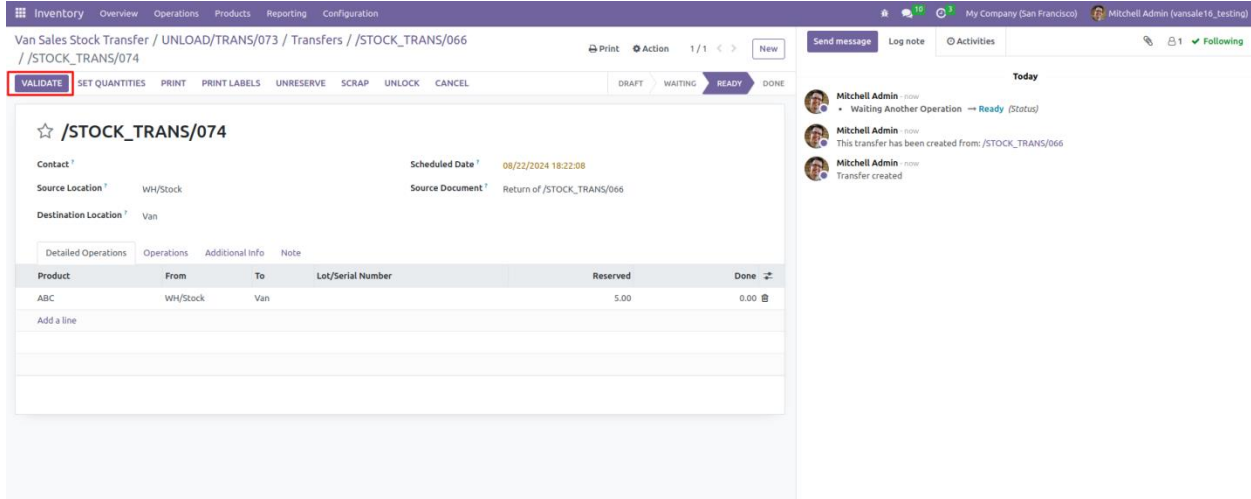 Inventory Overview Operations Products Reporting Configuration 10 3 My Company (San Francisco) Mitchell Admin (vansale16_testing)
Van Sales Stock Transfer / UNLOAD/TRANS/073 / Transfers / /STOCK_TRANS/066
/ /STOCK_TRANS/074
Print Action 1/1 < > New
Send message Log note Activities 1 Following
VALIDATE SET QUANTITIES PRINT PRINT LABELS UNRESERVE SCRAP UNLOCK CANCEL DRAFT WAITING READY DONE
/STOCK_TRANS/074
Contact ?
Scheduled Date ? 08/22/2024 18:22:08
Source Location ? WH/Stock
Source Document ? Return of /STOCK_TRANS/066
Destination Location ? Van
Detailed Operations Operations Additional Info Note
Product From To Lot/Serial Number Reserved Done
ABC WH/Stock Van 5.00 0.00
Add a line
Today
Mitchell Admin - now
• Waiting Another Operation → Ready (Status)
Mitchell Admin - now
This transfer has been created from: /STOCK_TRANS/066
Mitchell Admin - now
Transfer created